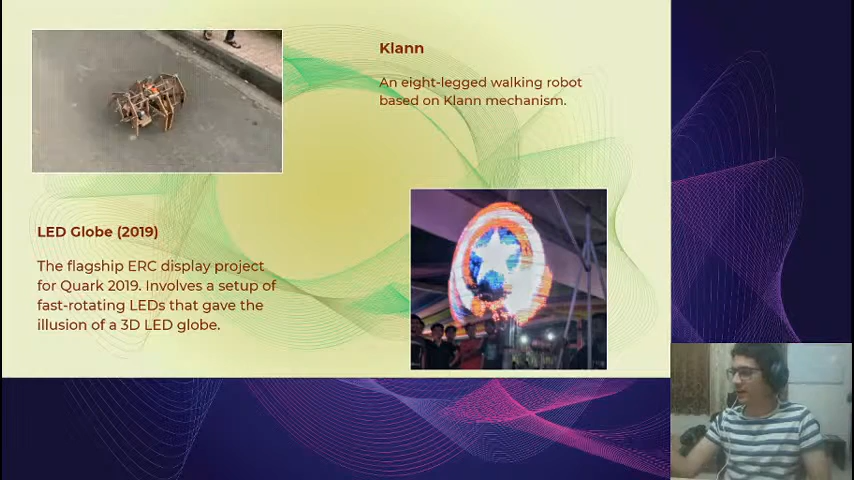 Klann
An eight-legged walking robot
based on Klann mechanism.
LED Globe (2019)
The flagship ERC display project
for Quark 2019. Involves a setup of
fast-rotating LEDs that gave the
illusion of a 3D LED globe.